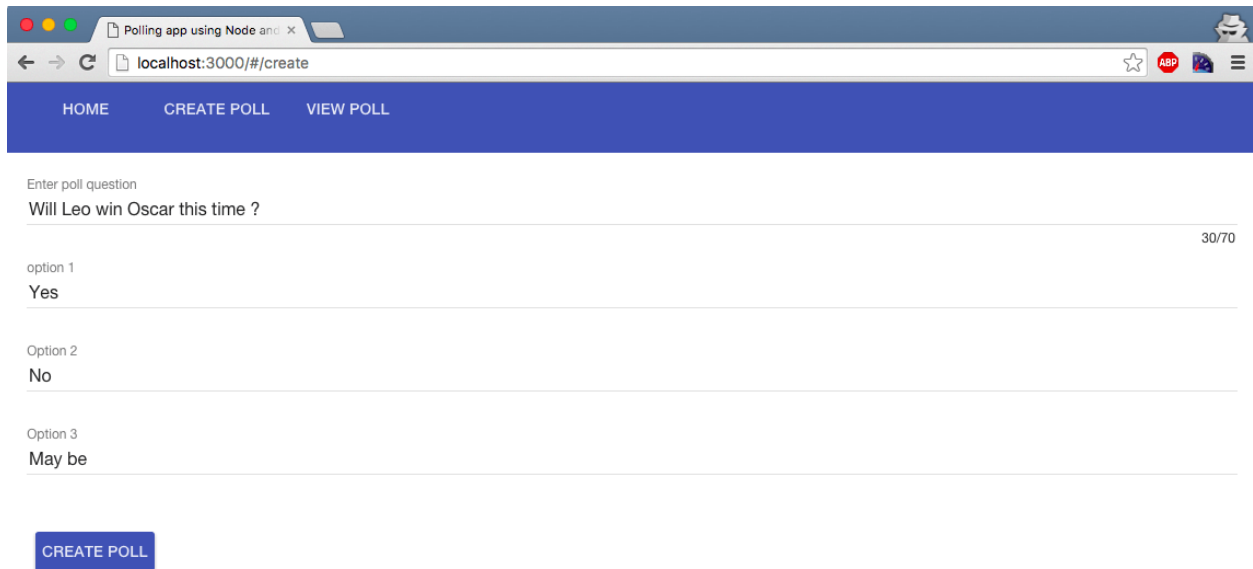 Polling app using Node and
localhost:3000/#/create
ABP
HOME CREATE POLL VIEW POLL
Enter poll question
Will Leo win Oscar this time ?
30/70
option 1
Yes
Option 2
No
Option 3
May be
CREATE POLL